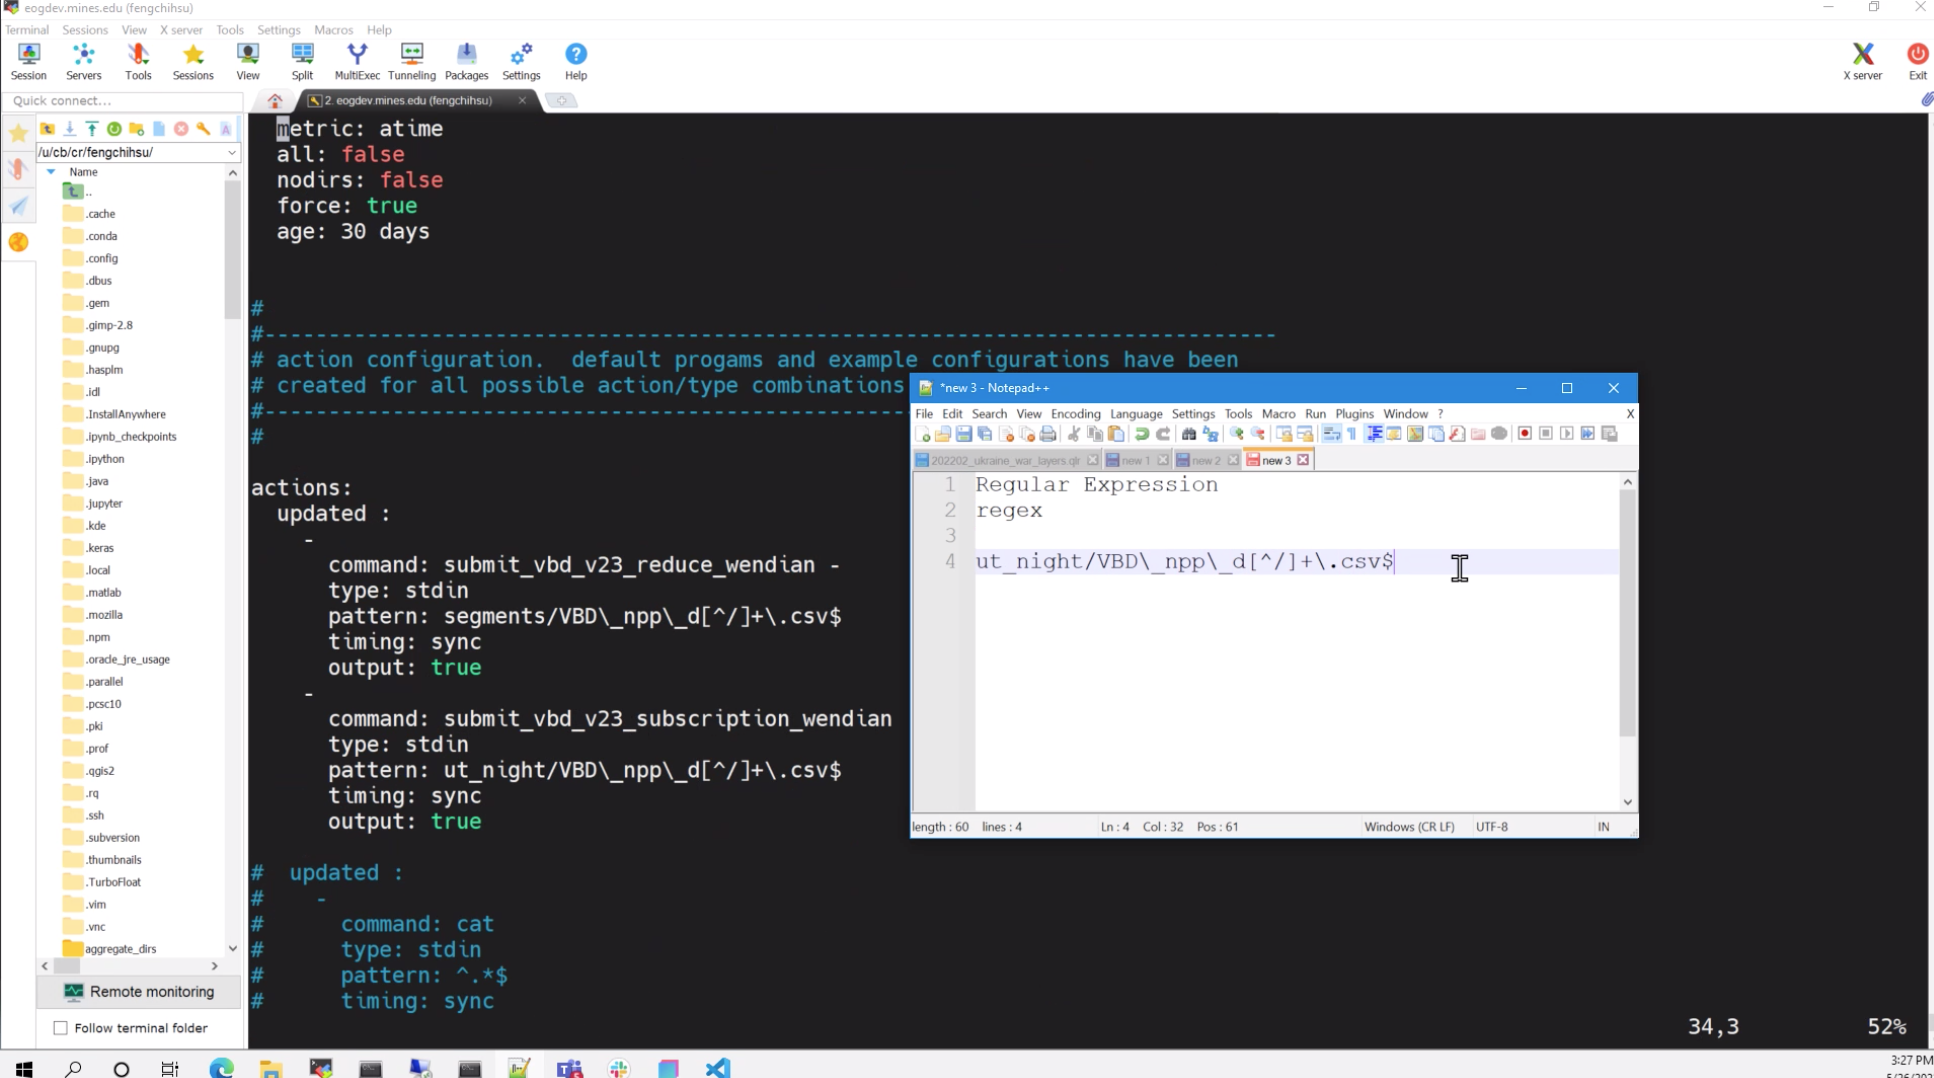 eogdev.mines.edu (fengchihsu)
Terminal Sessions View X server Tools Settings Macros Help
Session Servers Tools Sessions View Split MultiExec Tunneling Packages Settings Help X server Exit
Quick connect...
2. eogdev.mines.edu (fengchihsu)
/u/cb/cr/fengchihsu/
Name
..
.cache
.conda
.config
.dbus
.gem
.gimp-2.8
.gnupg
.hasplm
.idl
.InstallAnywhere
.ipynb_checkpoints
.ipython
.java
.jupyter
.kde
.keras
.local
.matlab
.mozilla
.npm
.oracle_jre_usage
.parallel
.pcsc10
.pki
.prof
.qgis2
.rq
.ssh
.subversion
.thumbnails
.TurboFloat
.vim
.vnc
aggregate_dirs
Remote monitoring
Follow terminal folder
metric: atime
all: false
nodirs: false
force: true
age: 30 days
#
#-------------------------------------------------------------------------------
# action configuration.  default progams and example configurations have been
# created for all possible action/type combinations
#---------------------------------------------------
#
actions:
updated :
-
command: submit_vbd_v23_reduce_wendian -
type: stdin
pattern: segments/VBD\_npp\_d[^/]+\.csv$
timing: sync
output: true
-
command: submit_vbd_v23_subscription_wendian
type: stdin
pattern: ut_night/VBD\_npp\_d[^/]+\.csv$
timing: sync
output: true
#  updated :
#    -
#      command: cat
#      type: stdin
#      pattern: ^.*$
#      timing: sync
34,3 52%
*new 3 - Notepad++
File Edit Search View Encoding Language Settings Tools Macro Run Plugins Window ? X
202202_ukraine_war_layers.qlr new 1 new 2 new 3
1 Regular Expression
2 regex
3
4 ut_night/VBD\_npp\_d[^/]+\.csv$
length : 60 lines : 4 Ln : 4 Col : 32 Pos : 61 Windows (CR LF) UTF-8 IN
3:27 PM